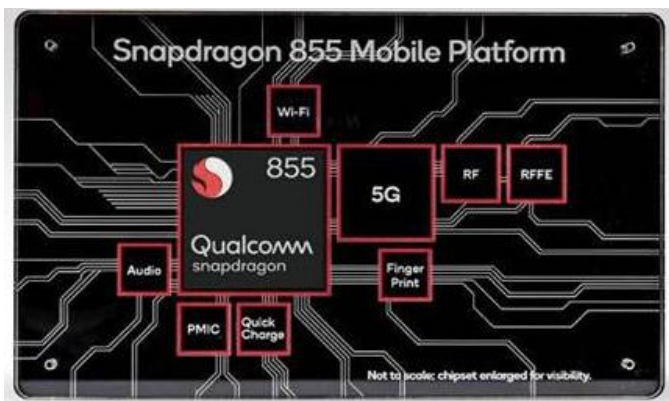 Snapdragon 855 Mobile Platform
Wi-Fi
855
Qualcomm
snapdragon
5G
RF
RFFE
Audio
Finger
Print
PMIC
Quick
Charge
Not to scale; chipset enlarged for visibility.